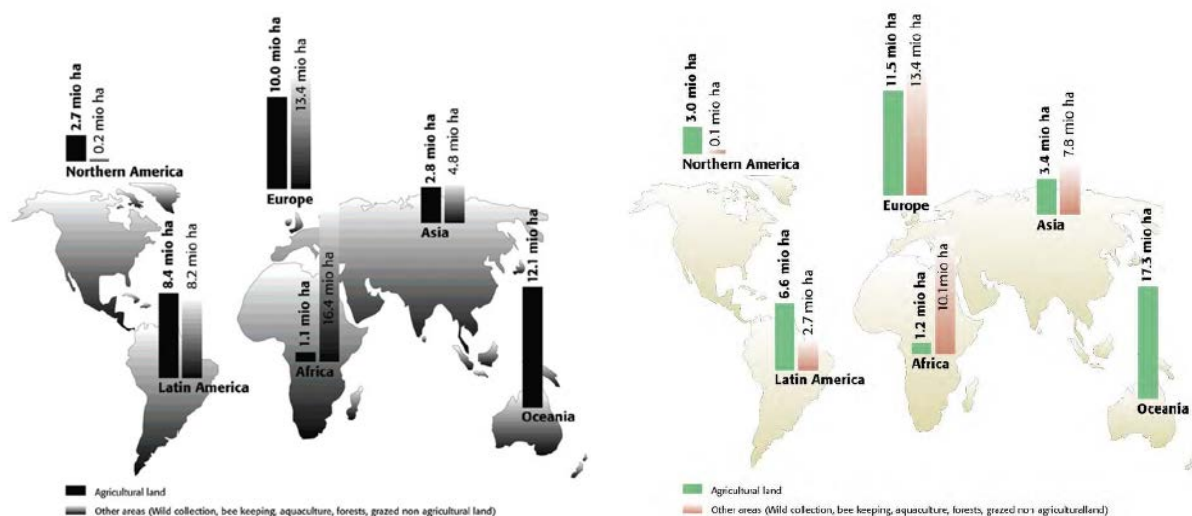 2.7 mio ha
0.2 mio ha
Northern America
10.0 mio ha
13.4 mio ha
Europe
2.8 mio ha
4.8 mio ha
Asia
8.4 mio ha
8.2 mio ha
Latin America
1.1 mio ha
16.4 mio ha
Africa
12.1 mio ha
Agricultural land
Other areas (Wild collection, bee keeping, aquaculture, forests, grazed non agricultural land)
3.0 mio ha
0.1 mio ha
Northern America
11.5 mio ha
13.4 mio ha
Europe
3.4 mio ha
7.8 mio ha
Asia
6.6 mio ha
2.7 mio ha
Latin America
1.2 mio ha
10.1mio ha
Africa
17.3 mio ha
Oceania
Agricultural land
Other areas (Wild collection, bee keeping, aquaculture, forests, grazed non agriculturalland)